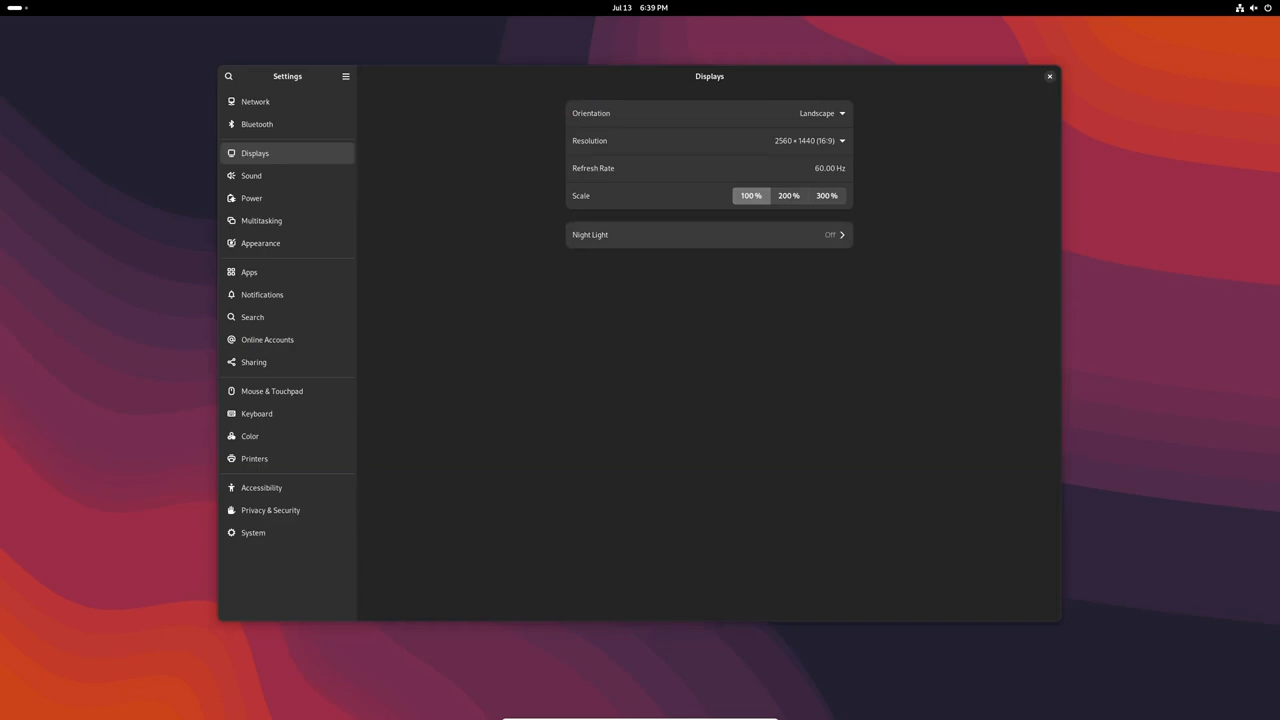 Jul 13 6:39 PM
Settings
Displays
Network
Bluetooth
Displays
Sound
Power
Multitasking
Appearance
Apps
Notifications
Search
Online Accounts
Sharing
Mouse & Touchpad
Keyboard
Color
Printers
Accessibility
Privacy & Security
System
Orientation Landscape
Resolution 2560 × 1440 (16:9)
Refresh Rate 60.00 Hz
Scale 100 % 200 % 300 %
Night Light Off